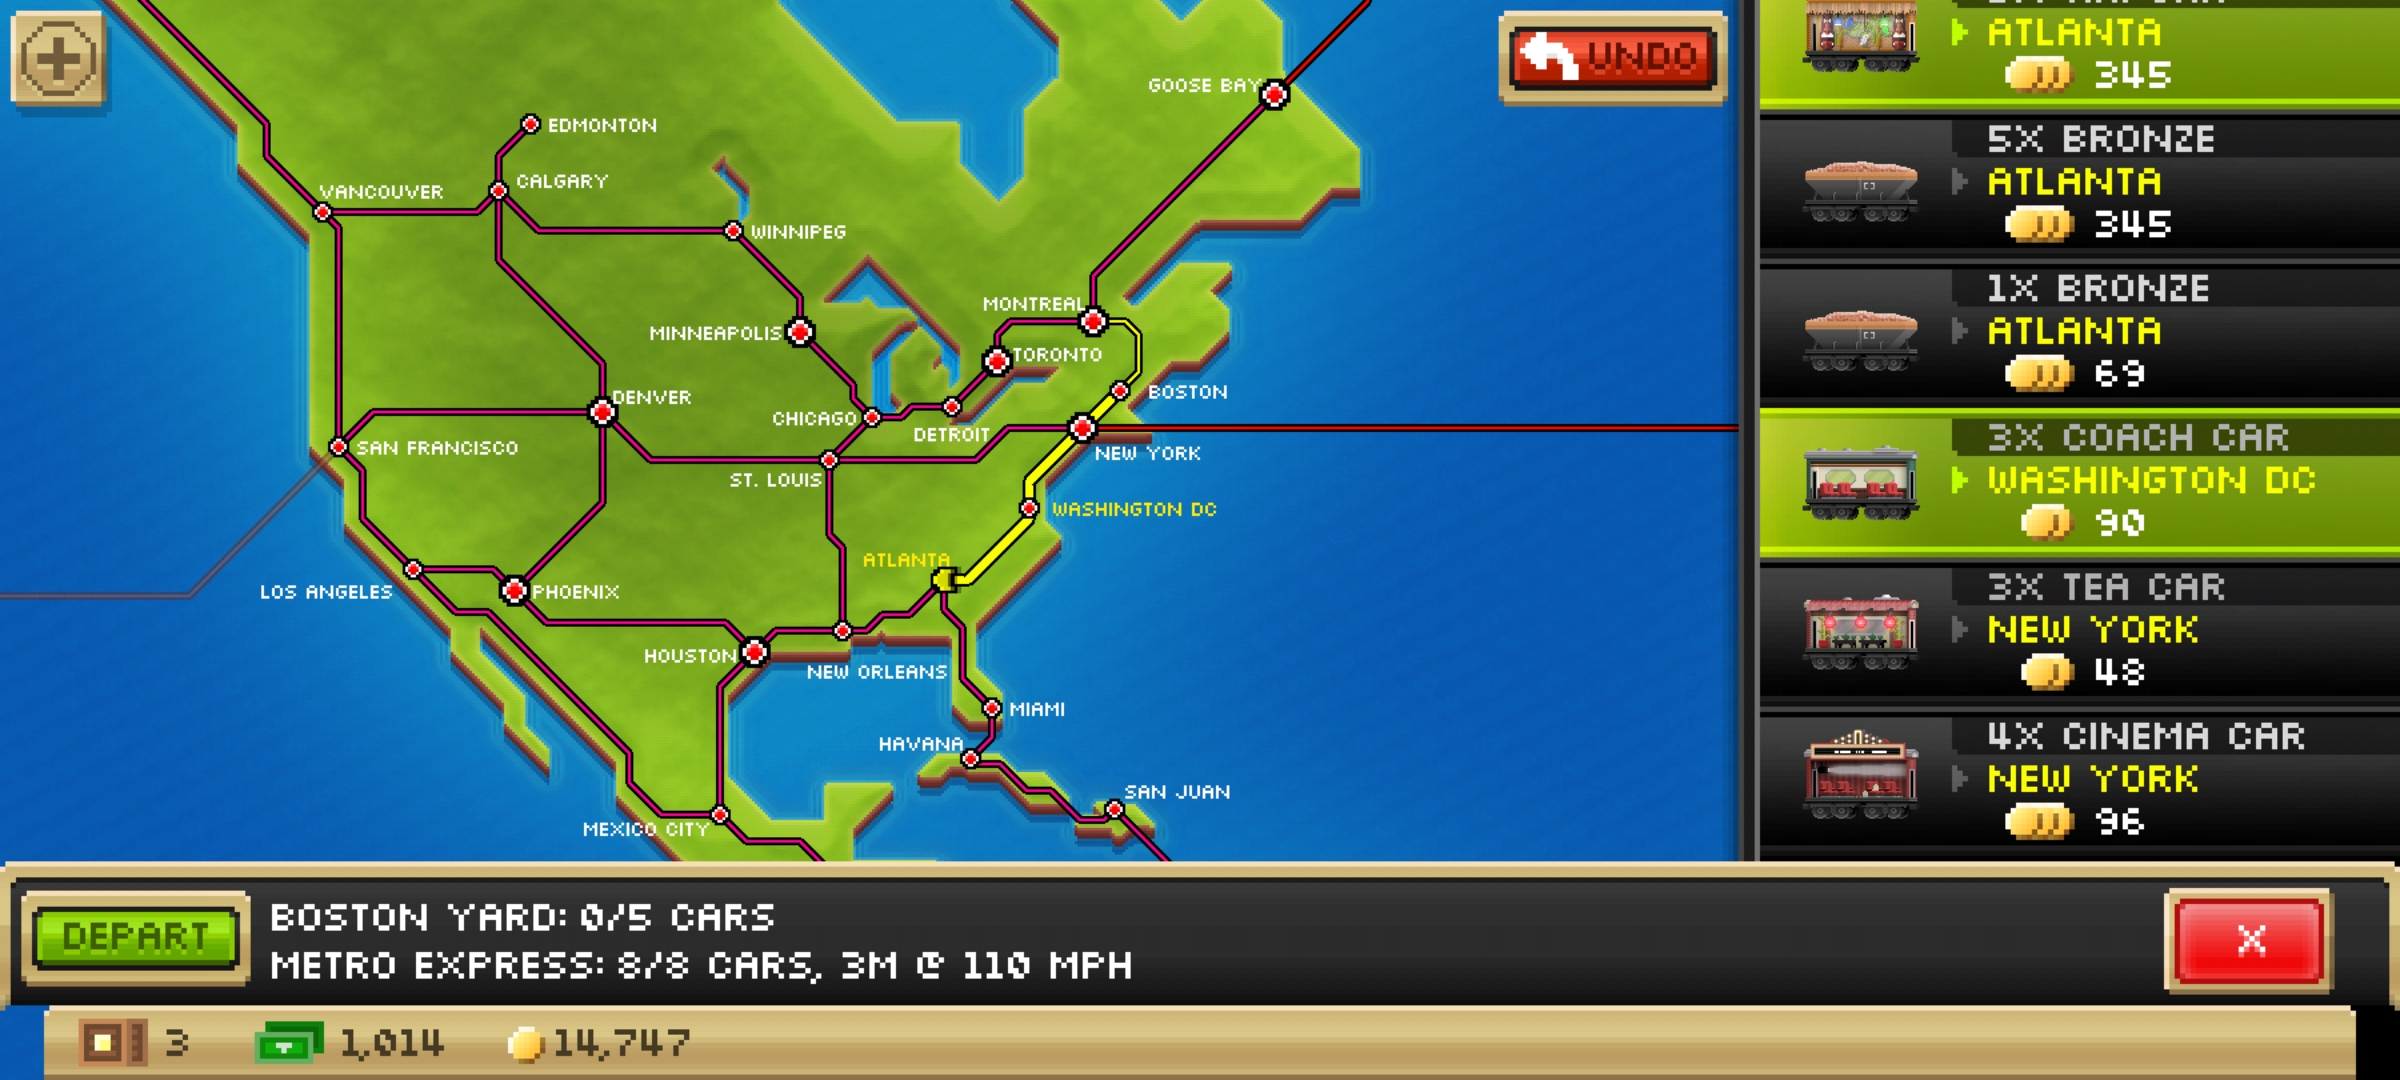 UNDO
GOOSE BAY
EDMONTON
CALGARY
VANCOUVER
WINNIPEG
MONTREAL
MINNEAPOLIS
TORONTO
DENVER
BOSTON
CHICAGO
DETROIT
SAN FRANCISCO
NEW YORK
ST. LOUIS
WASHINGTON DC
ATLANTA
LOS ANGELES
PHOENIX
HOUSTON
NEW ORLEANS
MIAMI
HAVANA
SAN JUAN
MEXICO CITY
ATLANTA
345
5X BRONZE
ATLANTA
345
1X BRONZE
ATLANTA
69
3X COACH CAR
WASHINGTON DC
90
3X TEA CAR
NEW YORK
48
4X CINEMA CAR
NEW YORK
96
DEPART
BOSTON YARD: 0/5 CARS
METRO EXPRESS: 8/8 CARS, 3M @ 110 MPH
X
3
1,014
14,747